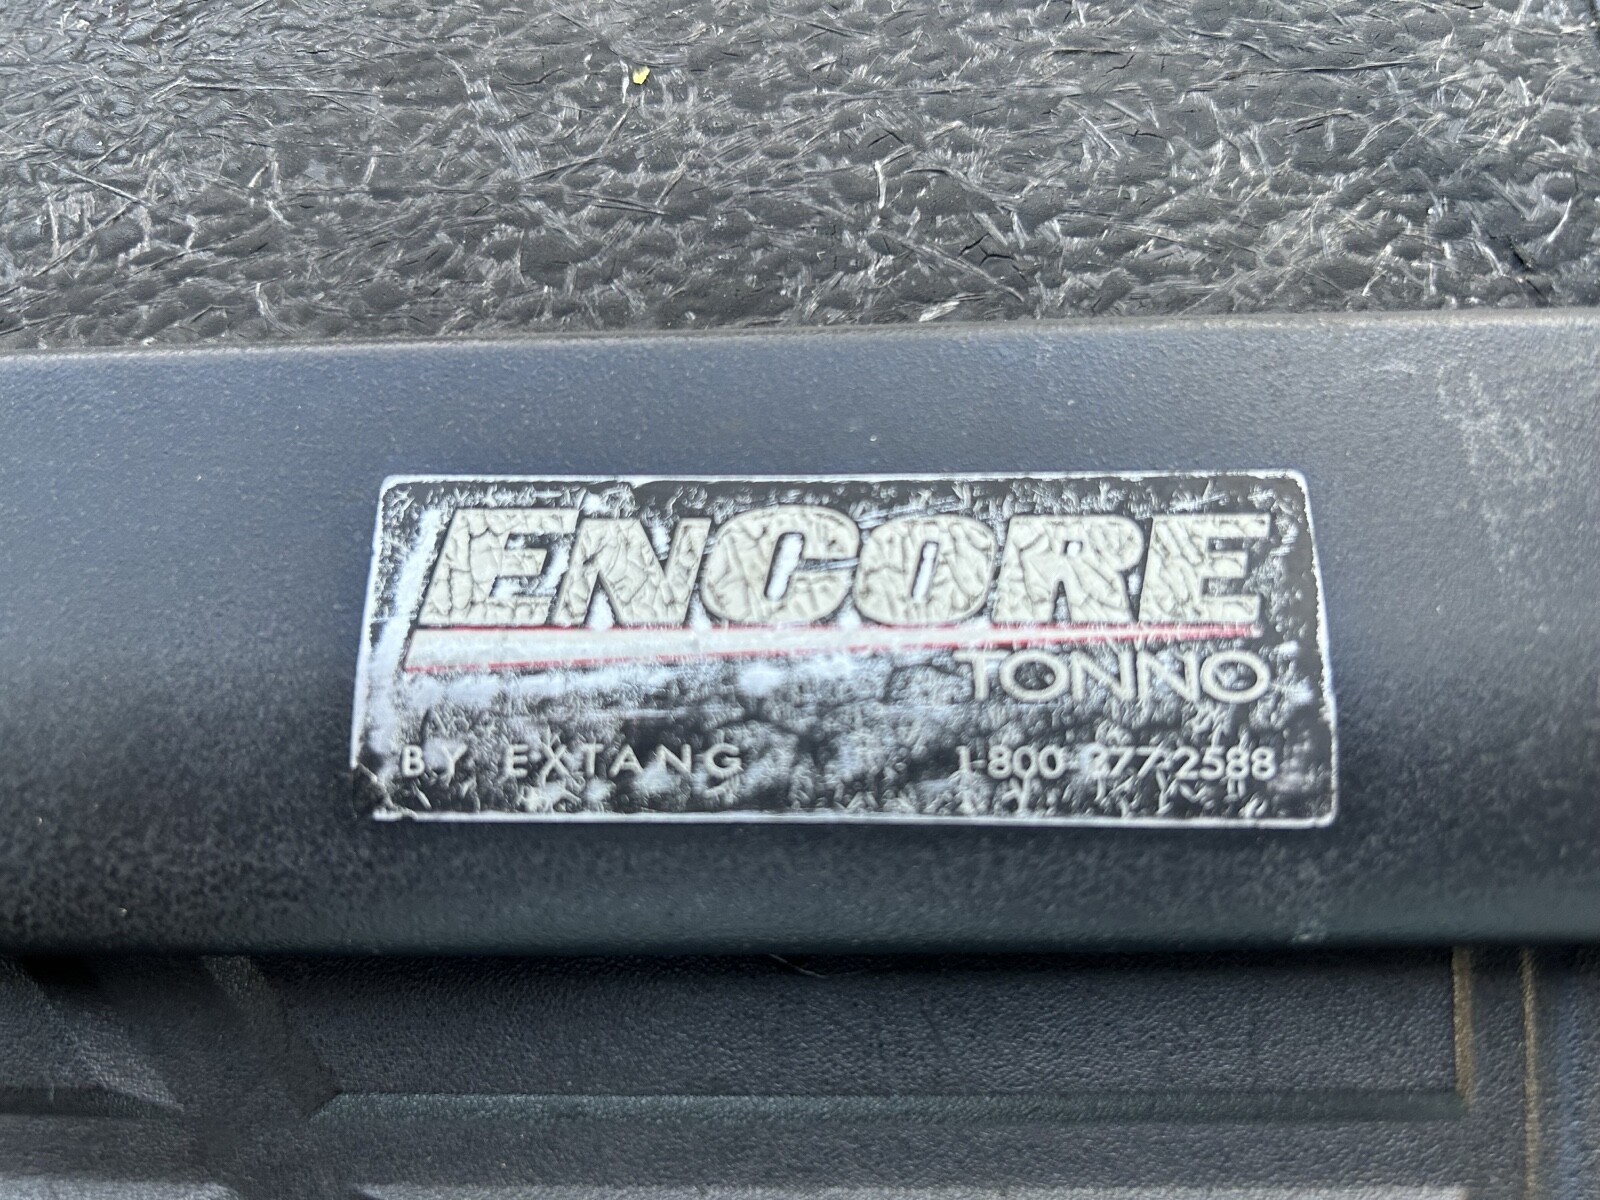 ENCORE
TONNO
BY EXTANG 1-800-277-2588